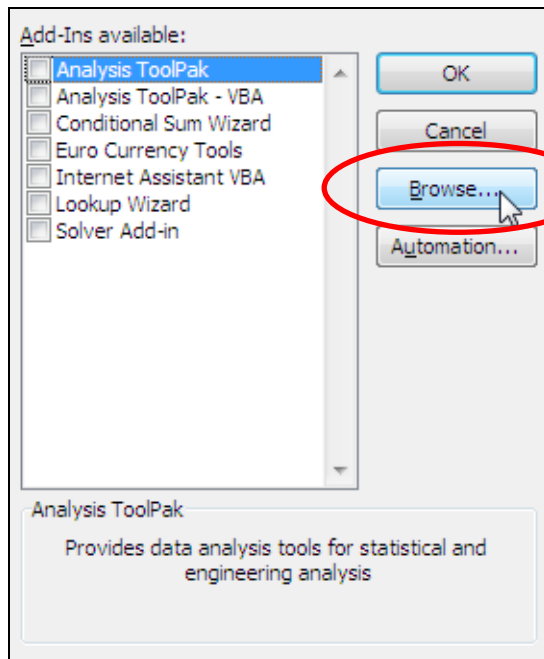 Add-Ins available:
Analysis ToolPak
Analysis ToolPak - VBA
Conditional Sum Wizard
Euro Currency Tools
Internet Assistant VBA
Lookup Wizard
Solver Add-in
OK
Cancel
Browse...
Automation...
Analysis ToolPak
Provides data analysis tools for statistical and
engineering analysis